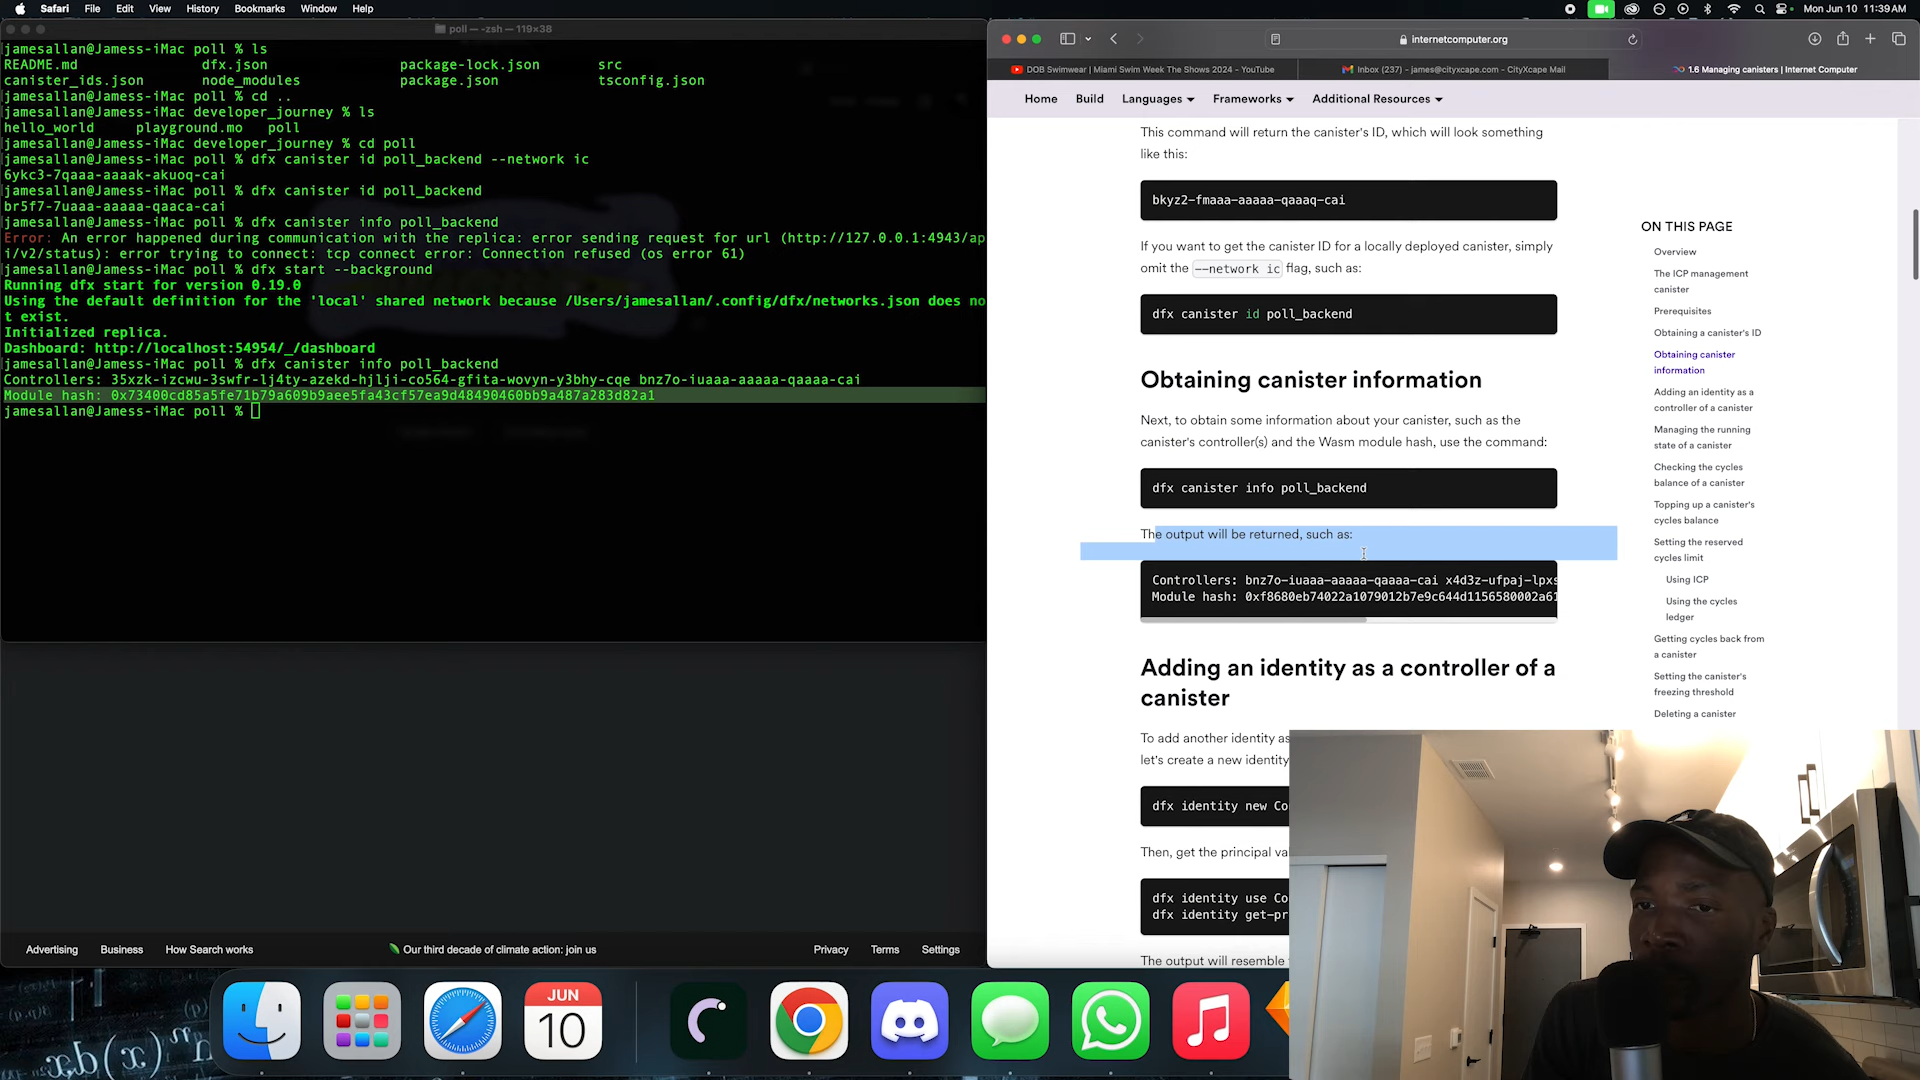 Safari File Edit View History Bookmarks Window Help
Mon Jun 10 11:39 AM
poll — -zsh — 119×38
jamesallan@Jamess-iMac poll % ls
README.md dfx.json package-lock.json src
canister_ids.json node_modules package.json tsconfig.json
jamesallan@Jamess-iMac poll % cd ..
jamesallan@Jamess-iMac developer_journey % ls
hello_world playground.mo poll
jamesallan@Jamess-iMac developer_journey % cd poll
jamesallan@Jamess-iMac poll % dfx canister id poll_backend --network ic
6ykc3-7qaaa-aaaak-akuoq-cai
jamesallan@Jamess-iMac poll % dfx canister id poll_backend
br5f7-7uaaa-aaaaa-qaaca-cai
jamesallan@Jamess-iMac poll % dfx canister info poll_backend
Error: An error happened during communication with the replica: error sending request for url (http://127.0.0.1:4943/ap
i/v2/status): error trying to connect: tcp connect error: Connection refused (os error 61)
jamesallan@Jamess-iMac poll % dfx start --background
Running dfx start for version 0.19.0
Using the default definition for the 'local' shared network because /Users/jamesallan/.config/dfx/networks.json does no
t exist.
Initialized replica.
Dashboard: http://localhost:54954/_/dashboard
jamesallan@Jamess-iMac poll % dfx canister info poll_backend
Controllers: 35xzk-izcwu-3swfr-lj4ty-azekd-hjlji-co564-gfita-wovyn-y3bhy-cqe bnz7o-iuaaa-aaaaa-qaaaa-cai
Module hash: 0x73400cd85a5fe71b79a609b9aee5fa43cf57ea9d48490460bb9a487a283d82a1
jamesallan@Jamess-iMac poll %
Advertising Business How Search works Our third decade of climate action: join us Privacy Terms Settings
internetcomputer.org
DOB Swimwear | Miami Swim Week The Shows 2024 - YouTube
Inbox (237) - james@cityxcape.com - CityXcape Mail
1.6 Managing canisters | Internet Computer
Home Build Languages Frameworks Additional Resources
This command will return the canister's ID, which will look something
like this:
bkyz2-fmaaa-aaaaa-qaaaq-cai
If you want to get the canister ID for a locally deployed canister, simply
omit the --network ic flag, such as:
dfx canister id poll_backend
Obtaining canister information
Next, to obtain some information about your canister, such as the
canister's controller(s) and the Wasm module hash, use the command:
dfx canister info poll_backend
The output will be returned, such as:
Controllers: bnz7o-iuaaa-aaaaa-qaaaa-cai x4d3z-ufpaj-lpxs
Module hash: 0xf8680eb74022a1079012b7e9c644d1156580002a61
Adding an identity as a controller of a
canister
To add another identity as
let's create a new identity
dfx identity new Co
Then, get the principal va
dfx identity use Co
dfx identity get-pr
The output will resemble
ON THIS PAGE
Overview
The ICP management
canister
Prerequisites
Obtaining a canister's ID
Obtaining canister
information
Adding an identity as a
controller of a canister
Managing the running
state of a canister
Checking the cycles
balance of a canister
Topping up a canister's
cycles balance
Setting the reserved
cycles limit
Using ICP
Using the cycles
ledger
Getting cycles back from
a canister
Setting the canister's
freezing threshold
Deleting a canister
JUN
10